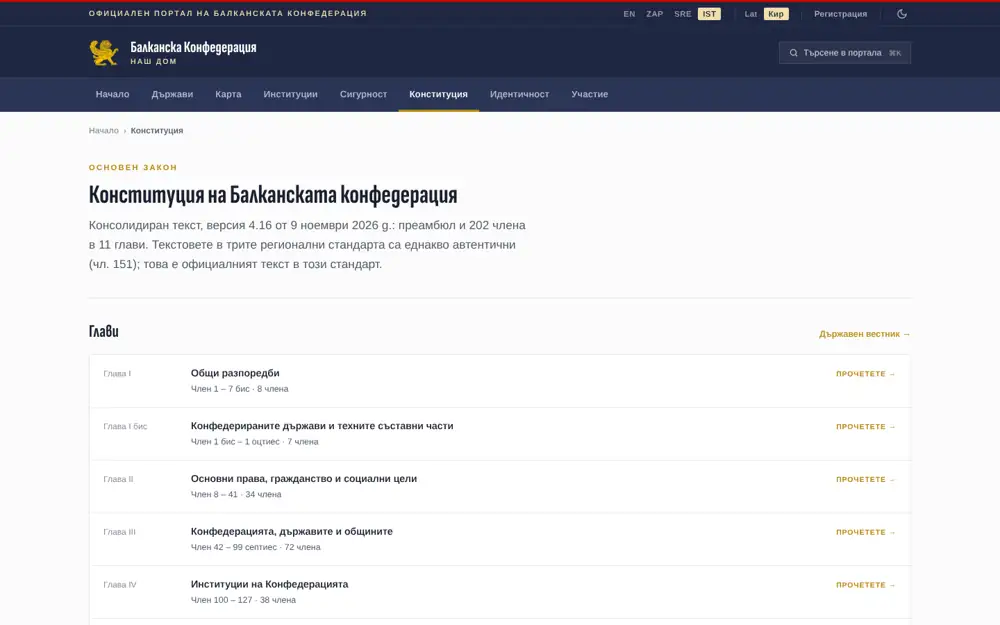 ОФИЦИАЛЕН ПОРТАЛ НА БАЛКАНСКАТА КОНФЕДЕРАЦИЯ
EN ZAP SRE IST Lat Кир Регистрация
Балканска Конфедерация
НАШ ДОМ
Търсене в портала ⌘K
Начало Държави Карта Институции Сигурност Конституция Идентичност Участие
Начало › Конституция
ОСНОВЕН ЗАКОН
Конституция на Балканската конфедерация
Консолидиран текст, версия 4.16 от 9 ноември 2026 g.: преамбюл и 202 члена
в 11 глави. Текстовете в трите регионални стандарта са еднакво автентични
(чл. 151); това е официалният текст в този стандарт.
Глави
Държавен вестник →
Глава I
Общи разпоредби
Член 1 – 7 бис · 8 члена
ПРОЧЕТЕТЕ →
Глава I бис
Конфедерираните държави и техните съставни части
Член 1 бис – 1 оцтиес · 7 члена
ПРОЧЕТЕТЕ →
Глава II
Основни права, гражданство и социални цели
Член 8 – 41 · 34 члена
ПРОЧЕТЕТЕ →
Глава III
Конфедерацията, държавите и общините
Член 42 – 99 септиес · 72 члена
ПРОЧЕТЕТЕ →
Глава IV
Институции на Конфедерацията
Член 100 – 127 · 38 члена
ПРОЧЕТЕТЕ →